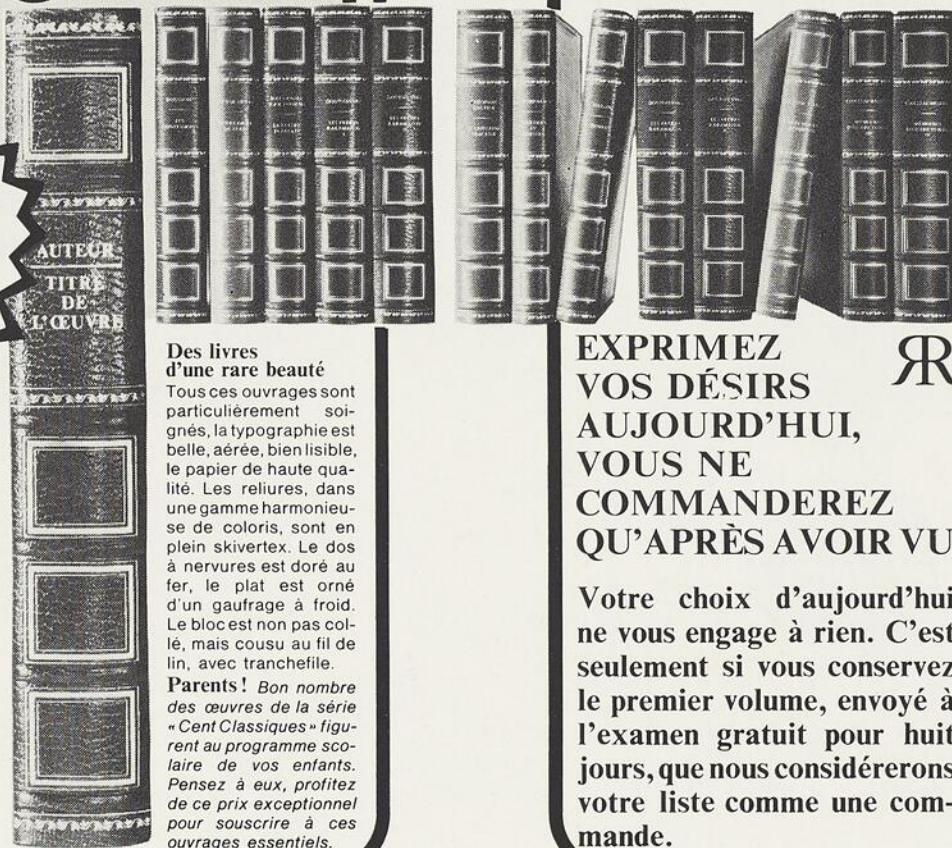 AUTEUR
TITRE
DE
L'ŒUVRE
Des livres
d'une rare beauté
Tous ces ouvrages sont
particulièrement soi-
gnés, la typographie est
belle, aérée, bien lisible,
le papier de haute qua-
lité. Les reliures, dans
une gamme harmonieu-
se de coloris, sont en
plein skivertex. Le dos
à nervures est doré au
fer, le plat est orné
d'un gaufrage à froid.
Le bloc est non pas col-
lé, mais cousu au fil de
lin, avec tranchefile.
Parents ! Bon nombre
des œuvres de la série
« Cent Classiques » figu-
rent au programme sco-
laire de vos enfants.
Pensez à eux, profitez
de ce prix exceptionnel
pour souscrire à ces
ouvrages essentiels.
EXPRIMEZ
VOS DÉSIRS
AUJOURD'HUI,
VOUS NE
COMMANDEREZ
QU'APRÈS AVOIR VU
Votre choix d'aujourd'hui
ne vous engage à rien. C'est
seulement si vous conservez
le premier volume, envoyé à
l'examen gratuit pour huit
jours, que nous considérerons
votre liste comme une com-
mande.